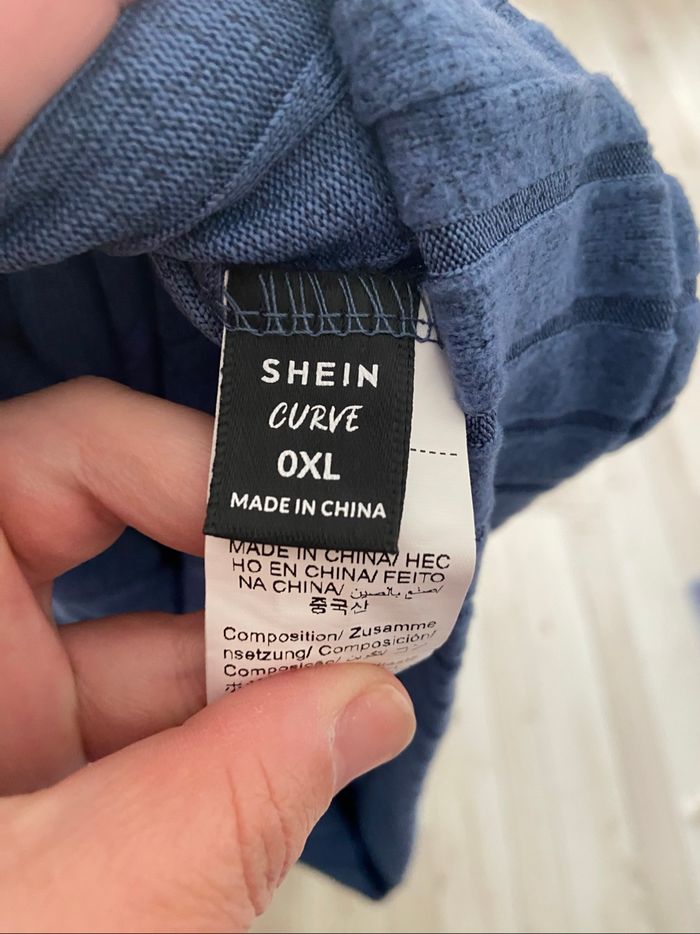 SHEIN
CURVE
0XL
MADE IN CHINA
MADE IN CHINA/ HEC
HO EN CHINA/ FEITO
NA CHINA/ صنع بالصين/
중국산
Composition/ Zusamme
nsetzung/ Composición/